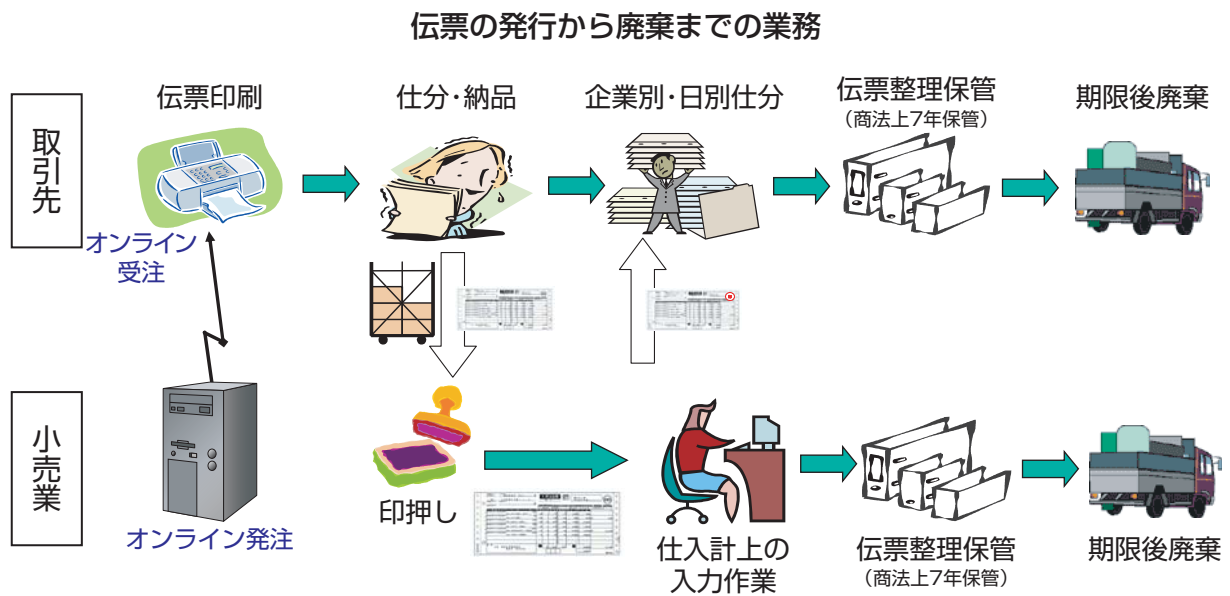 伝票の発行から廃棄までの業務
取引先
伝票印刷
仕分・納品
企業別・日別仕分
伝票整理保管
（商法上7年保管）
期限後廃棄
オンライン
受注
小売業
オンライン発注
印押し
仕入計上の
入力作業
伝票整理保管
（商法上7年保管）
期限後廃棄